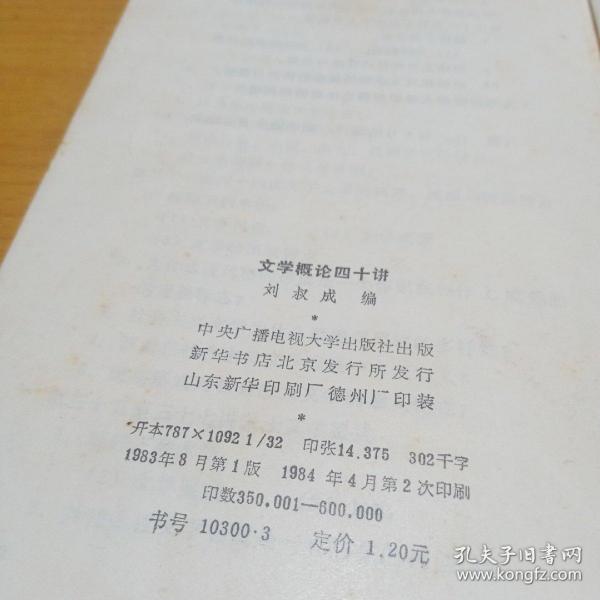 文学概论四十讲
刘叔成 编
*
中央广播电视大学出版社出版
新华书店北京发行所发行
山东新华印刷厂德州厂印装
*
开本787×1092 1/32 印张14.375 302千字
1983年8月第1版 1984年4月第2次印刷
印数350.001—600.000
书号 10300·3 定价 1.20元
孔夫子旧书网
www.kongfz.com